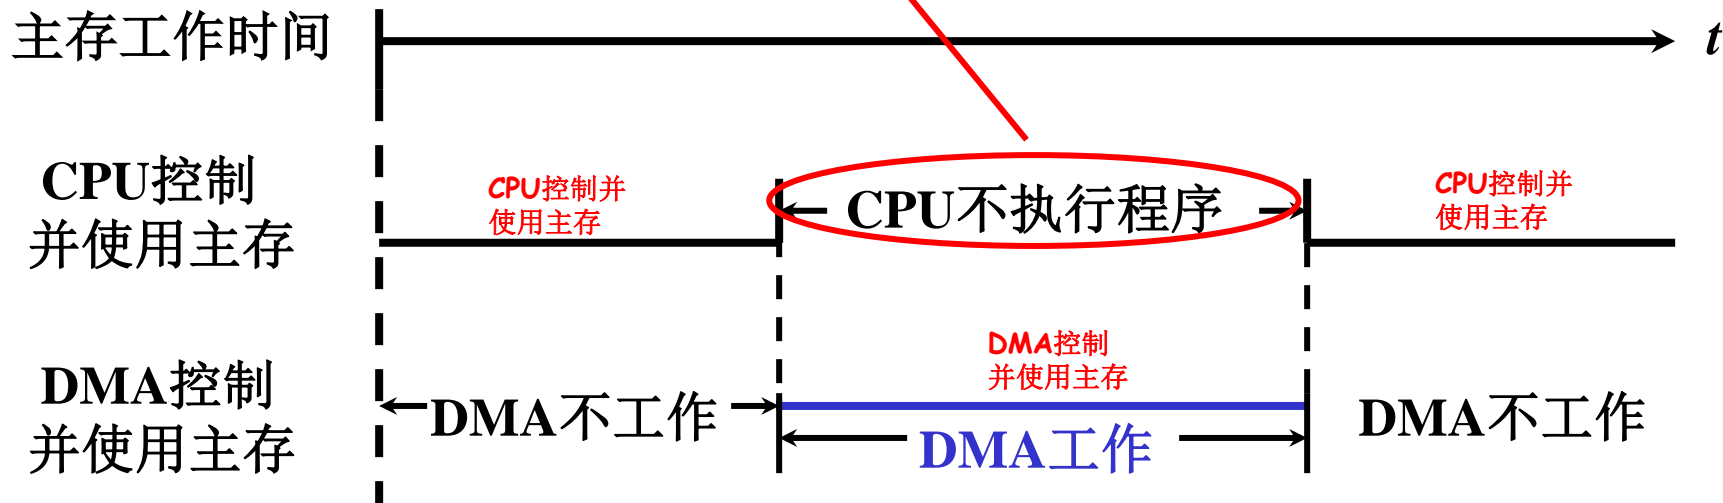 主存工作时间
t
CPU控制
并使用主存
CPU控制并
使用主存
CPU不执行程序
CPU控制并
使用主存
DMA控制
并使用主存
DMA不工作
DMA控制
并使用主存
DMA工作
DMA不工作